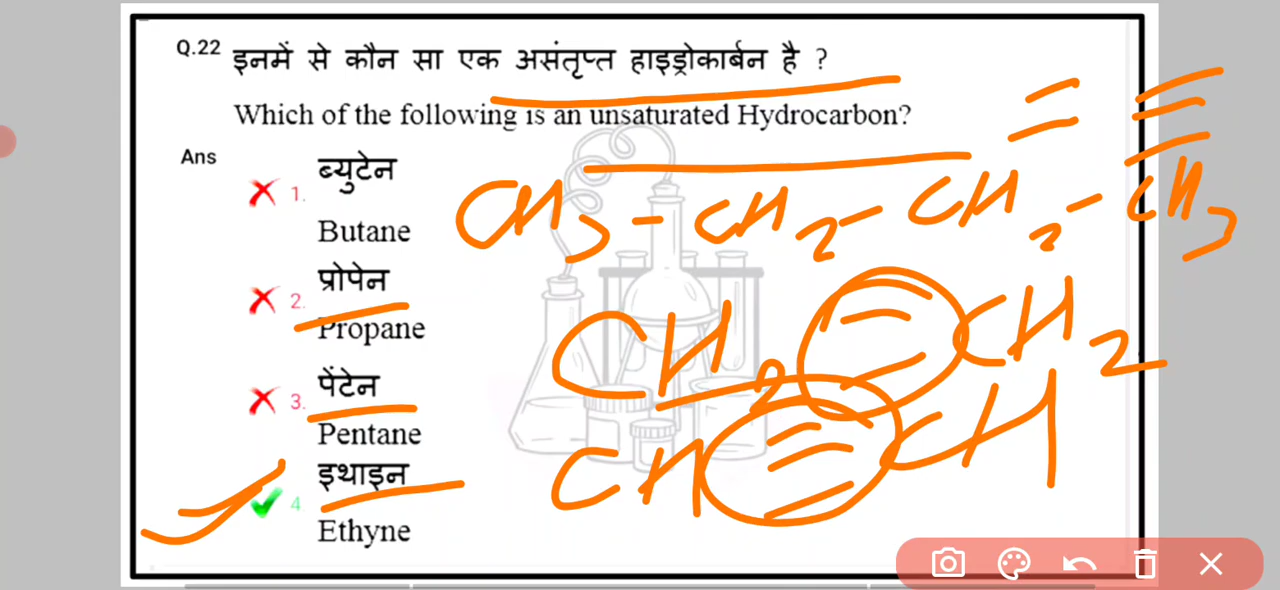 Q.22 इनमें से कौन सा एक असंतृप्त हाइड्रोकार्बन है ?
Which of the following is an unsaturated Hydrocarbon?
= ≡
Ans
1. ब्युटेन
Butane
CH3 - CH2 - CH2 - CH3
2. प्रोपेन
Propane
CH2 = CH2
3. पेंटेन
Pentane
CH ≡ CH
4. इथाइन
Ethyne